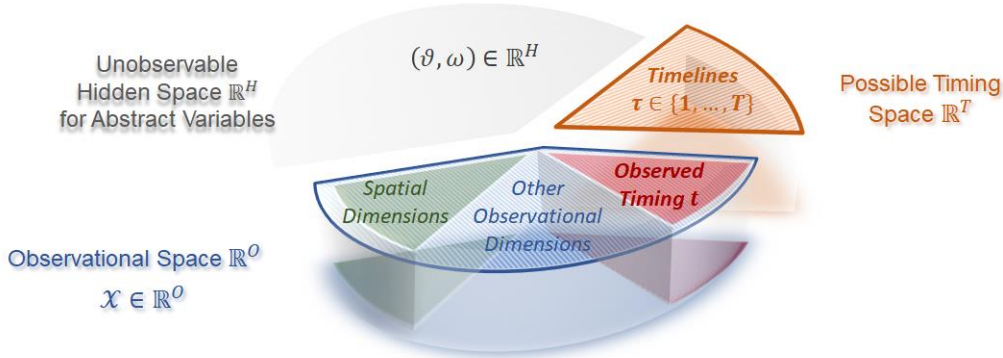 Unobservable
Hidden Space ℝ^H
for Abstract Variables
(ϑ, ω) ∈ ℝ^H
Timelines
τ ∈ {1, …, T}
Possible Timing
Space ℝ^T
Spatial
Dimensions
Other
Observational
Dimensions
Observed
Timing t
Observational Space ℝ^O
𝒳 ∈ ℝ^O